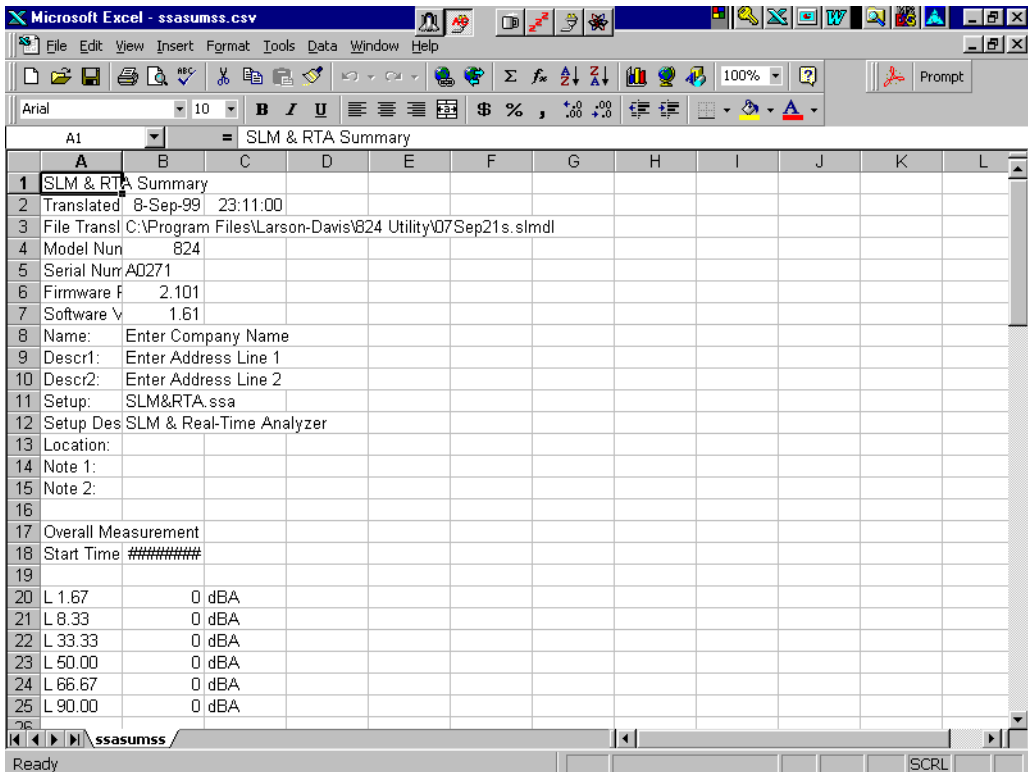 Microsoft Excel - ssasumss.csv
File Edit View Insert Format Tools Data Window Help
ABC 100% Prompt
Arial 10 B I U $ % ,
A1 = SLM & RTA Summary
A B C D E F G H I J K L
1 SLM & RTA Summary
2 Translated 8-Sep-99 23:11:00
3 File Transl C:\Program Files\Larson-Davis\824 Utility\07Sep21s.slmdl
4 Model Nun 824
5 Serial Num A0271
6 Firmware F 2.101
7 Software V 1.61
8 Name: Enter Company Name
9 Descr1: Enter Address Line 1
10 Descr2: Enter Address Line 2
11 Setup: SLM&RTA.ssa
12 Setup Des SLM & Real-Time Analyzer
13 Location:
14 Note 1:
15 Note 2:
16
17 Overall Measurement
18 Start Time ########
19
20 L 1.67 0 dBA
21 L 8.33 0 dBA
22 L 33.33 0 dBA
23 L 50.00 0 dBA
24 L 66.67 0 dBA
25 L 90.00 0 dBA
26
ssasumss
Ready SCRL